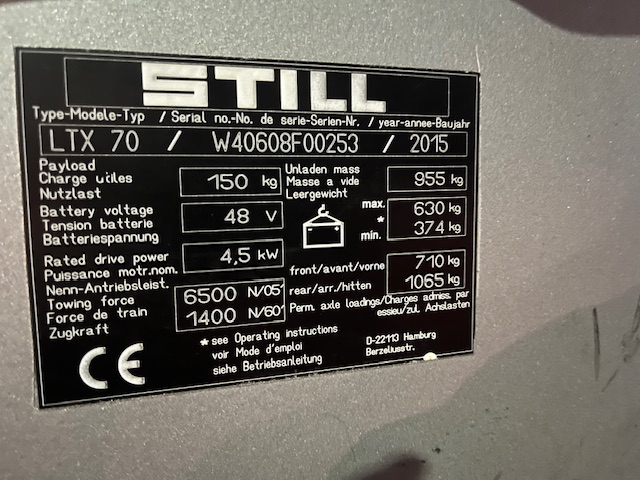 STILL
Type-Modele-Typ / Serial no.-No. de serie-Serien-Nr. / year-annee-Baujahr
LTX 70 / W40608F00253 / 2015
Payload
Charge utiles
Nutzlast
150 kg
Unladen mass
Masse a vide
Leergewicht
955 kg
Battery voltage
Tension batterie
Batteriespannung
48 V
max. 630 kg
*
min. 374 kg
Rated drive power
Puissance motr.nom.
Nenn-Antriebsleist.
4,5 kW
front/avant/vorne 710 kg
rear/arr./hitten 1065 kg
Towing force
Force de train
Zugkraft
6500 N/05'
1400 N/60'
Perm. axle loadngs/Charges admiss. par
essieu/zul. Achslasten
* see Operating instructions
voir Mode d'emploi
siehe Betriebsanleitung
D-22113 Hamburg
Berzeliusstr.
CE